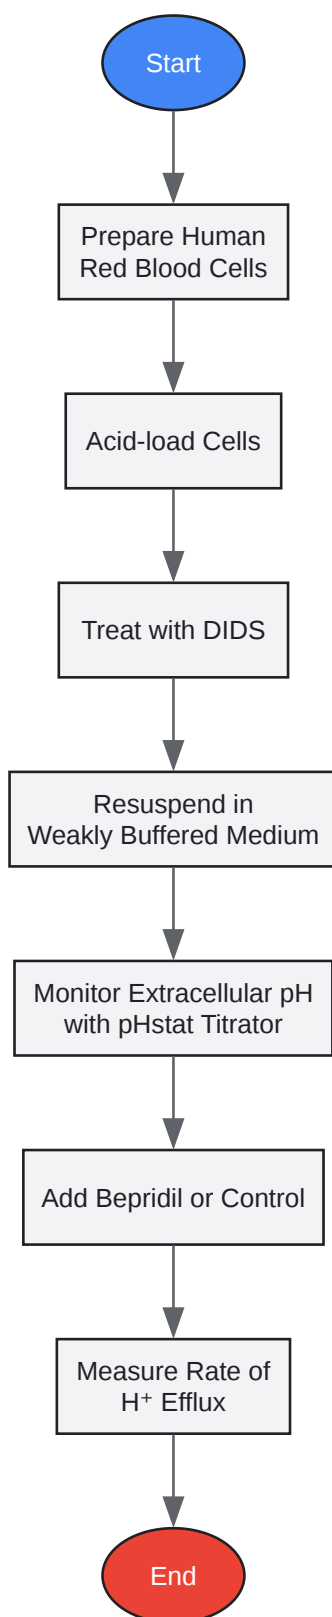 Start
Prepare Human
Red Blood Cells
Acid-load Cells
Treat with DIDS
Resuspend in
Weakly Buffered Medium
Monitor Extracellular pH
with pHstat Titrator
Add Bepridil or Control
Measure Rate of
H⁺ Efflux
End